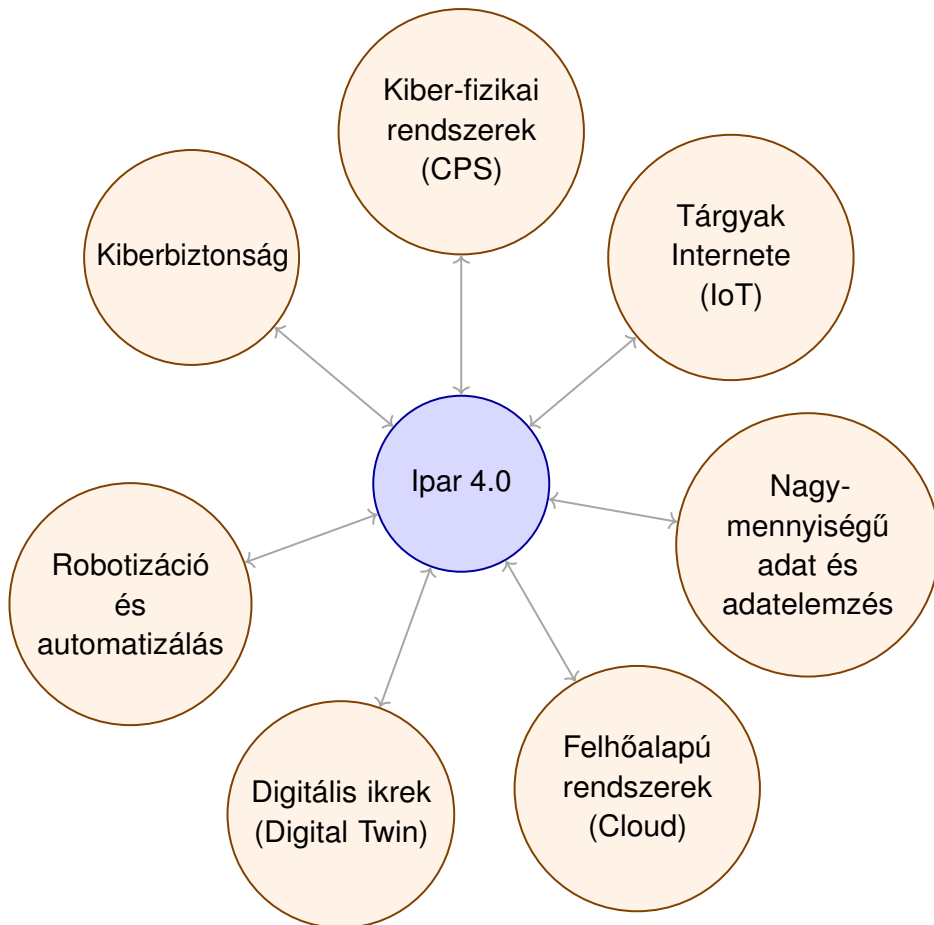 Kiber-fizikai
rendszerek
(CPS)
Tárgyak
Internete
(IoT)
Kiberbiztonság
Ipar 4.0
Nagy-
mennyiségű
adat és
adatelemzés
Robotizáció
és
automatizálás
Felhőalapú
rendszerek
(Cloud)
Digitális ikrek
(Digital Twin)